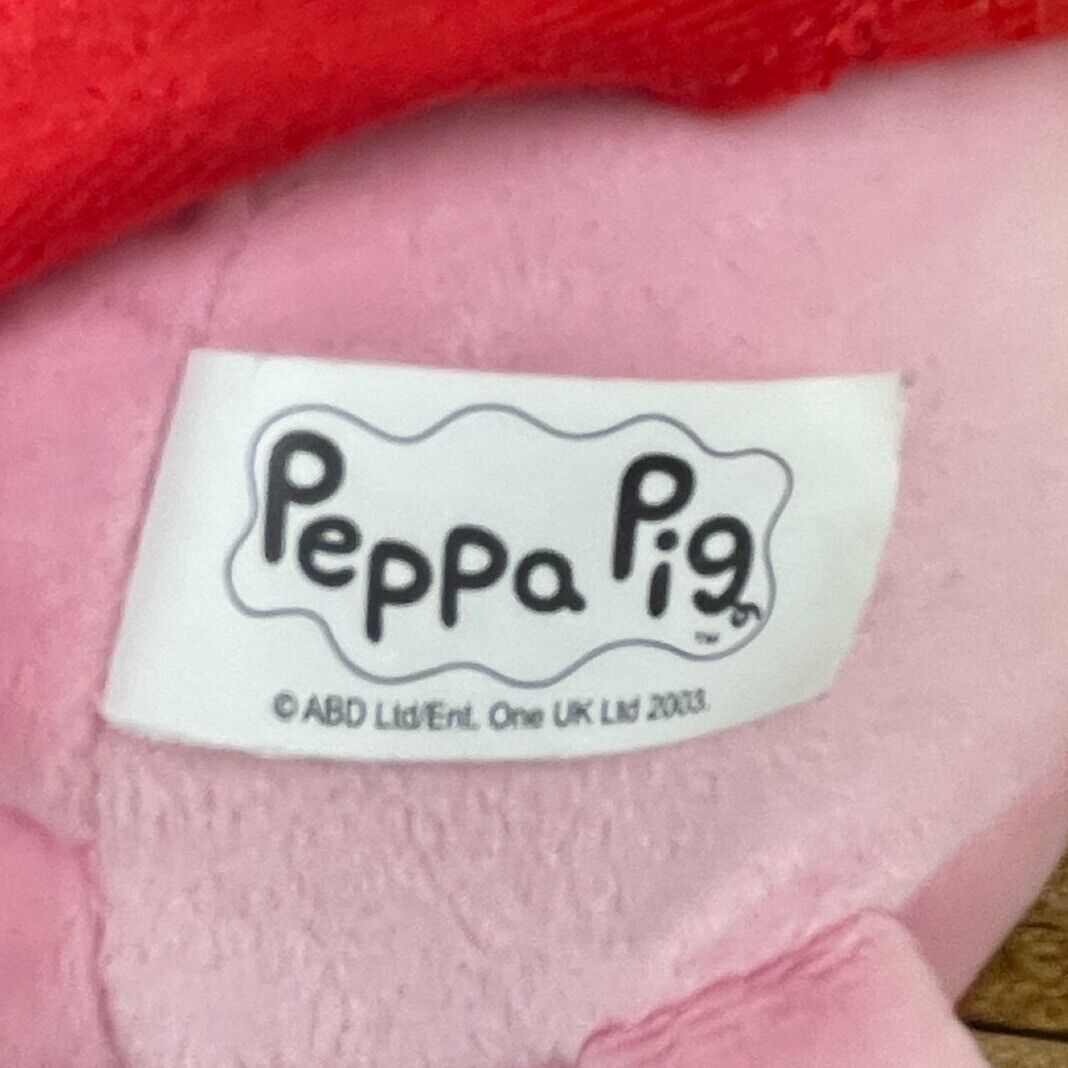 Peppa Pig
™
© ABD Ltd/Ent. One UK Ltd 2003.